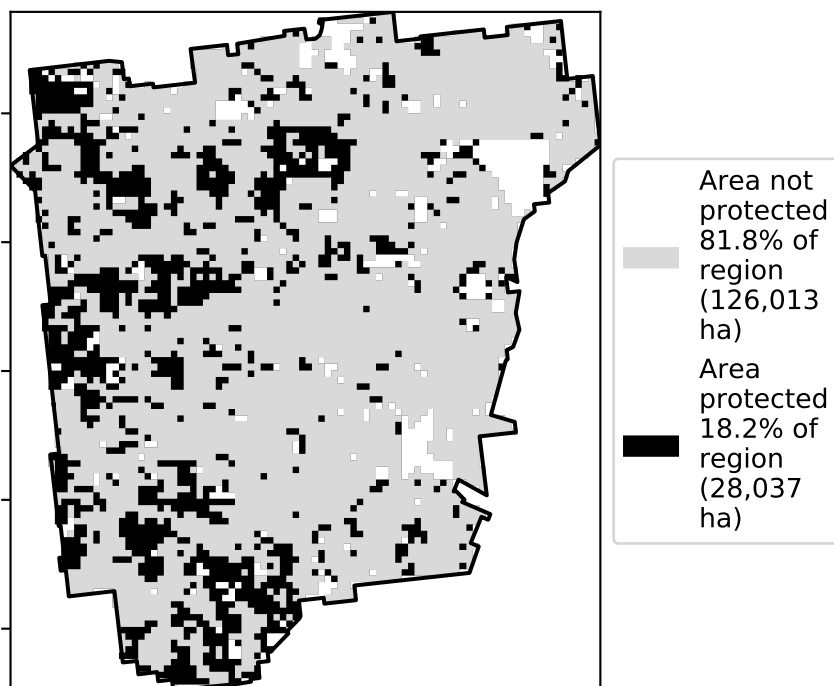 Area not
protected
81.8% of
region
(126,013
ha)
Area
protected
18.2% of
region
(28,037
ha)